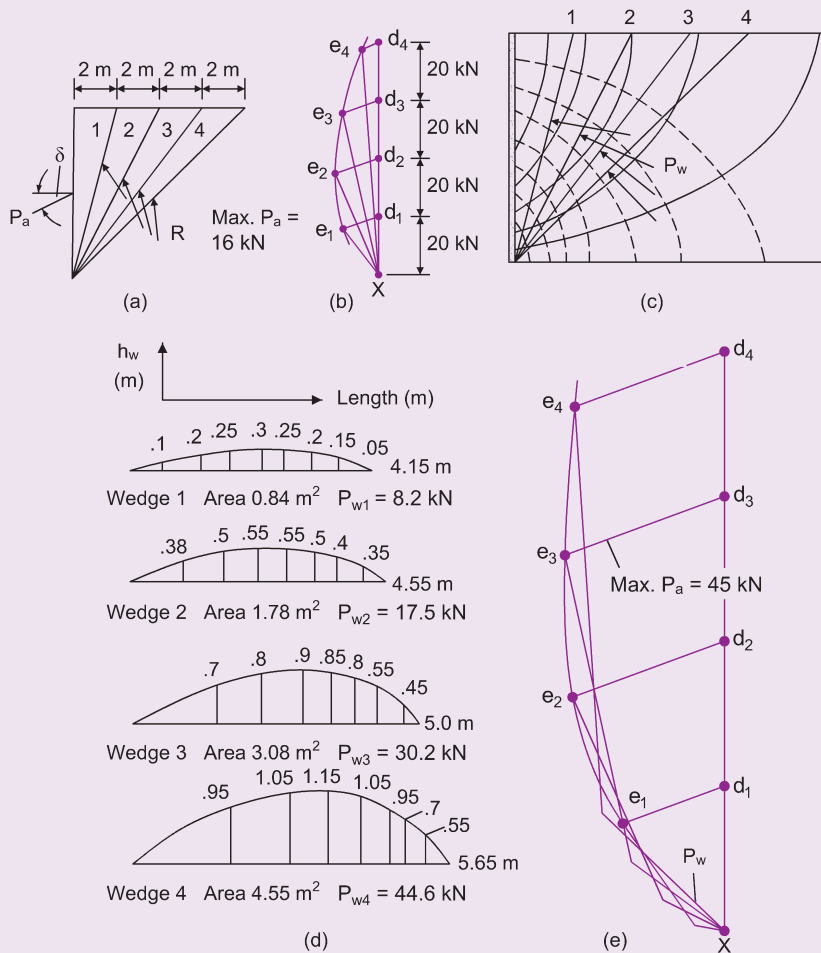 2 m 2 m 2 m 2 m
1 2 3 4
δ
Pa
R
Max. Pa =
16 kN
(a)
e4 d4
20 kN
e3 d3
20 kN
e2 d2
20 kN
e1 d1
20 kN
X
(b)
1 2 3 4
Pw
(c)
hw
(m)
Length (m)
.1 .2 .25 .3 .25 .2 .15 .05
4.15 m
Wedge 1 Area 0.84 m² Pw1 = 8.2 kN
.38 .5 .55 .55 .5 .4 .35
4.55 m
Wedge 2 Area 1.78 m² Pw2 = 17.5 kN
.7 .8 .9 .85 .8 .55 .45
5.0 m
Wedge 3 Area 3.08 m² Pw3 = 30.2 kN
.95 1.05 1.15 1.05 .95 .7 .55
5.65 m
Wedge 4 Area 4.55 m² Pw4 = 44.6 kN
(d)
d4
e4
d3
e3
Max. Pa = 45 kN
d2
e2
d1
e1
Pw
X
(e)